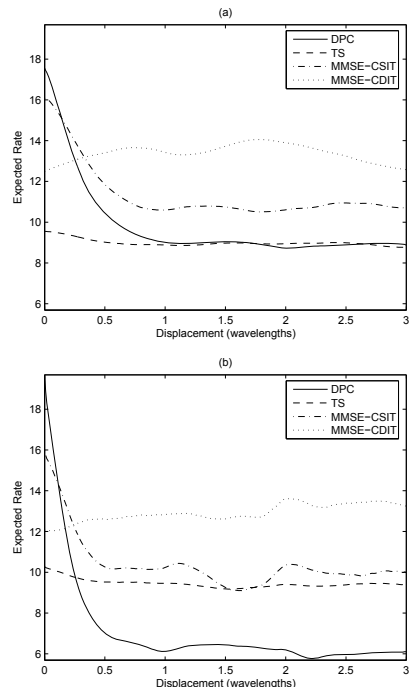 (a)
DPC
TS
MMSE-CSIT
MMSE-CDIT
Expected Rate
18
16
14
12
10
8
6
0 0.5 1 1.5 2 2.5 3
Displacement (wavelengths)
(b)
DPC
TS
MMSE-CSIT
MMSE-CDIT
Expected Rate
18
16
14
12
10
8
6
0 0.5 1 1.5 2 2.5 3
Displacement (wavelengths)